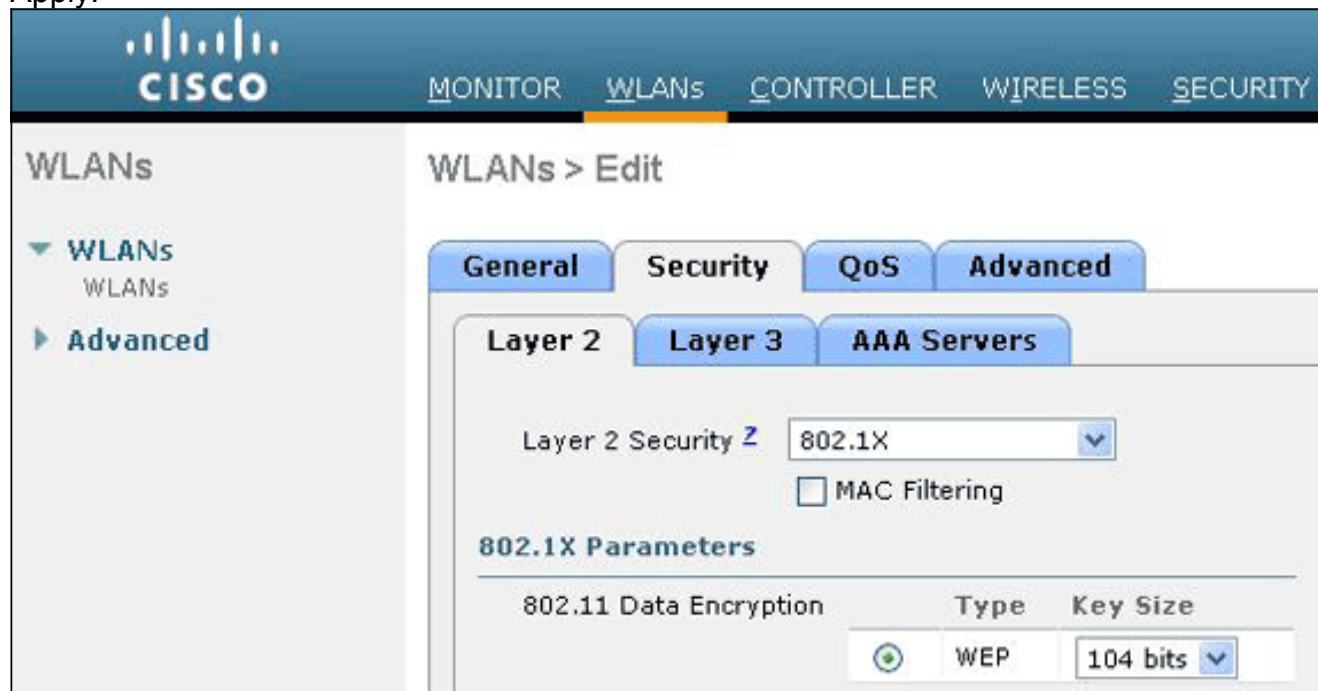 Apply.
CISCO
MONITOR WLANs CONTROLLER WIRELESS SECURITY
WLANs
WLANs
WLANs
Advanced
WLANs > Edit
General Security QoS Advanced
Layer 2 Layer 3 AAA Servers
Layer 2 Security ? 802.1X
MAC Filtering
802.1X Parameters
802.11 Data Encryption Type Key Size
WEP 104 bits